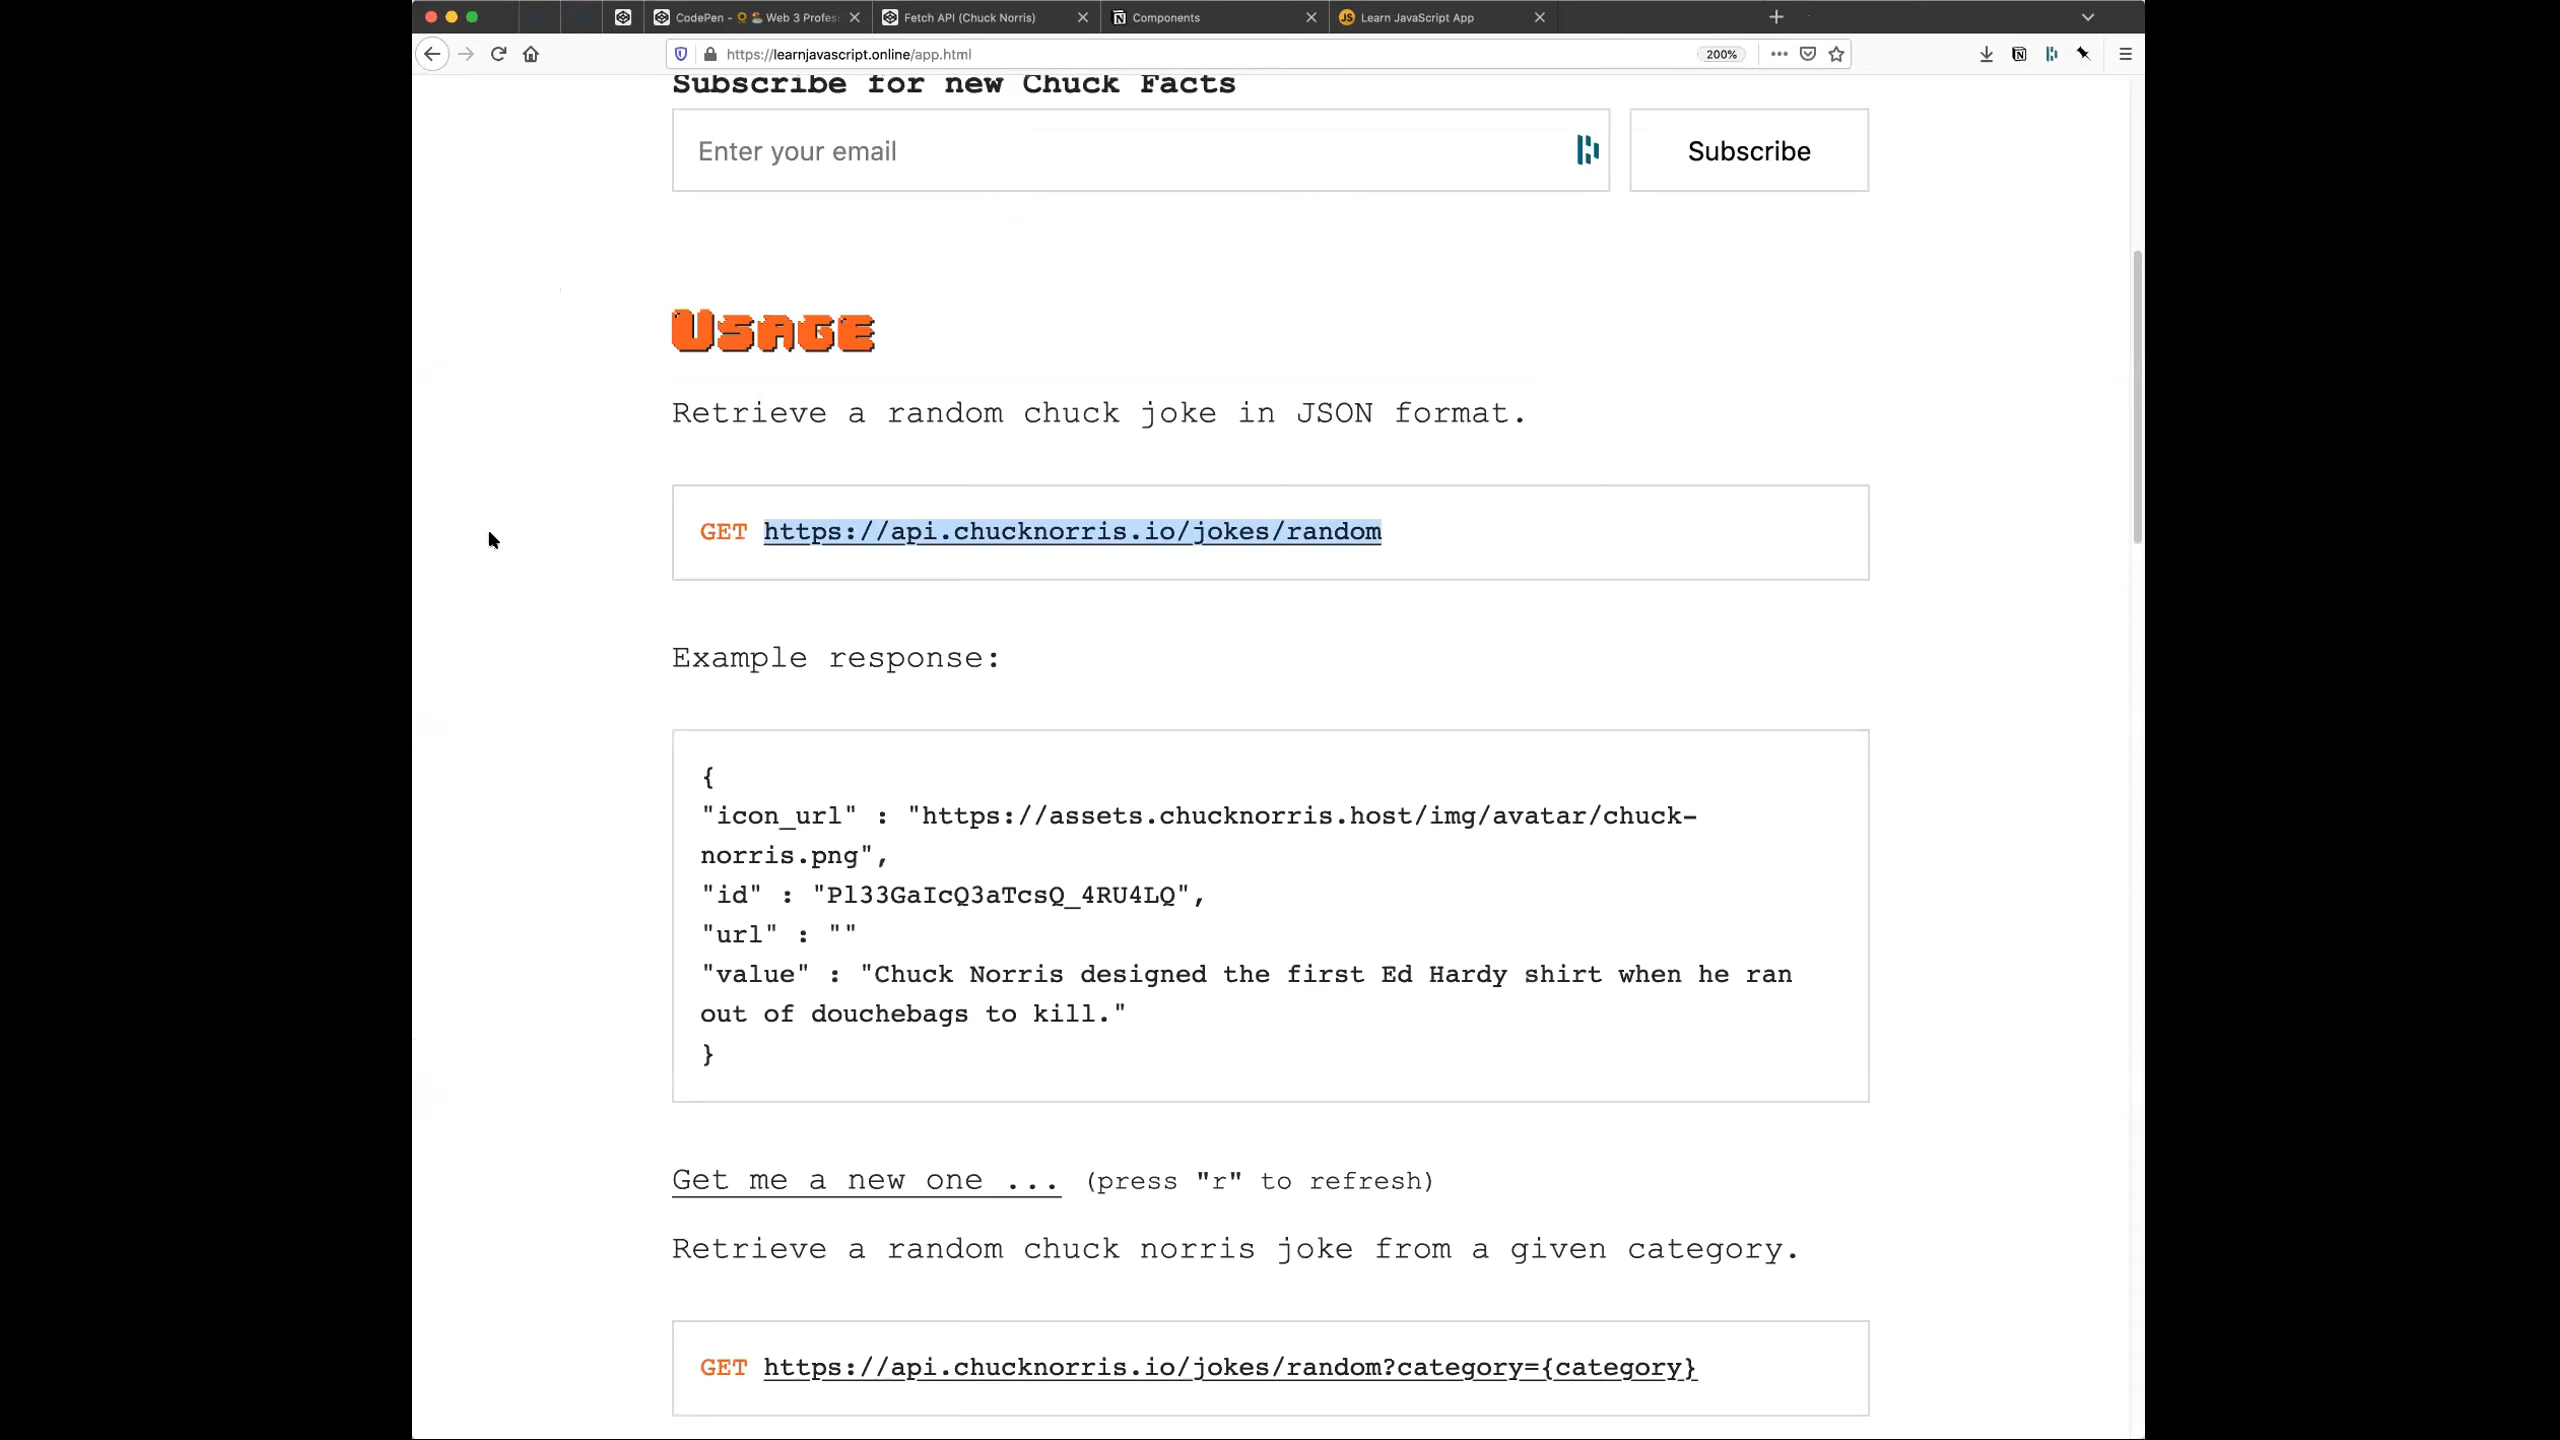 CodePen - Web 3 Profes
Fetch API (Chuck Norris)
Components
JS Learn JavaScript App
https://learnjavascript.online/app.html
200%
Subscribe for new Chuck Facts
Enter your email
Subscribe
USAGE
Retrieve a random chuck joke in JSON format.
GET https://api.chucknorris.io/jokes/random
Example response:
{
"icon_url" : "https://assets.chucknorris.host/img/avatar/chuck-
norris.png",
"id" : "Pl33GaIcQ3aTcsQ_4RU4LQ",
"url" : ""
"value" : "Chuck Norris designed the first Ed Hardy shirt when he ran
out of douchebags to kill."
}
Get me a new one ... (press "r" to refresh)
Retrieve a random chuck norris joke from a given category.
GET https://api.chucknorris.io/jokes/random?category={category}